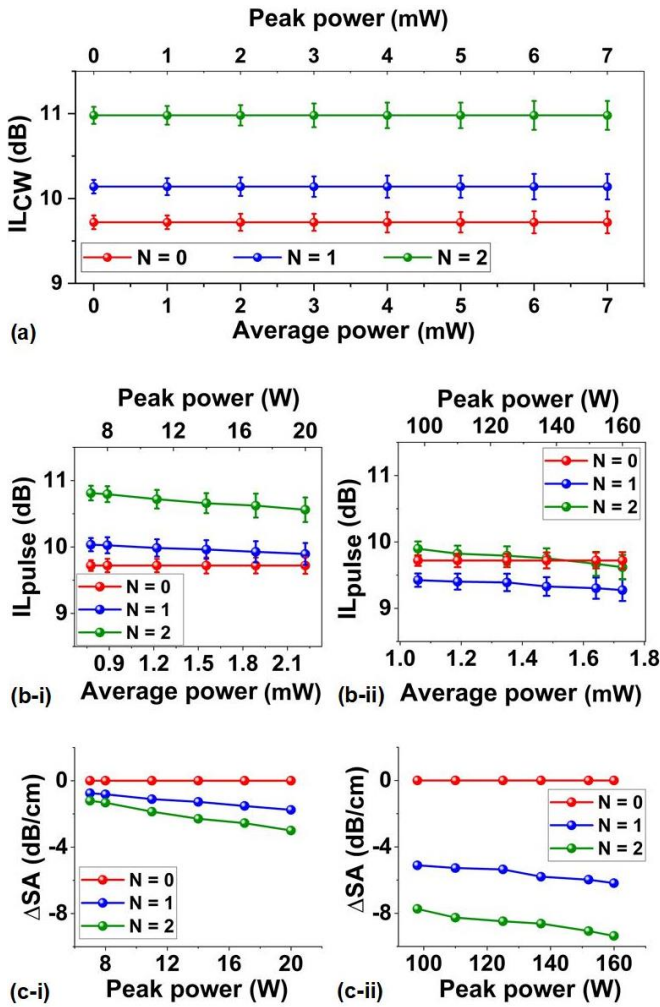 Peak power (mW)
0 1 2 3 4 5 6 7
11
10
9
ILCW (dB)
N = 0 N = 1 N = 2
0 1 2 3 4 5 6 7
(a)
Average power (mW)
Peak power (W)
8 12 16 20
11
10
9
ILpulse (dB)
N = 0
N = 1
N = 2
0.9 1.2 1.5 1.8 2.1
(b-i)
Average power (mW)
Peak power (W)
100 120 140 160
11
10
9
ILpulse (dB)
N = 0
N = 1
N = 2
1.0 1.2 1.4 1.6 1.8
(b-ii)
Average power (mW)
0
-4
-8
ΔSA (dB/cm)
N = 0
N = 1
N = 2
8 12 16 20
(c-i)
Peak power (W)
0
-4
-8
ΔSA (dB/cm)
N = 0
N = 1
N = 2
100 120 140 160
(c-ii)
Peak power (W)